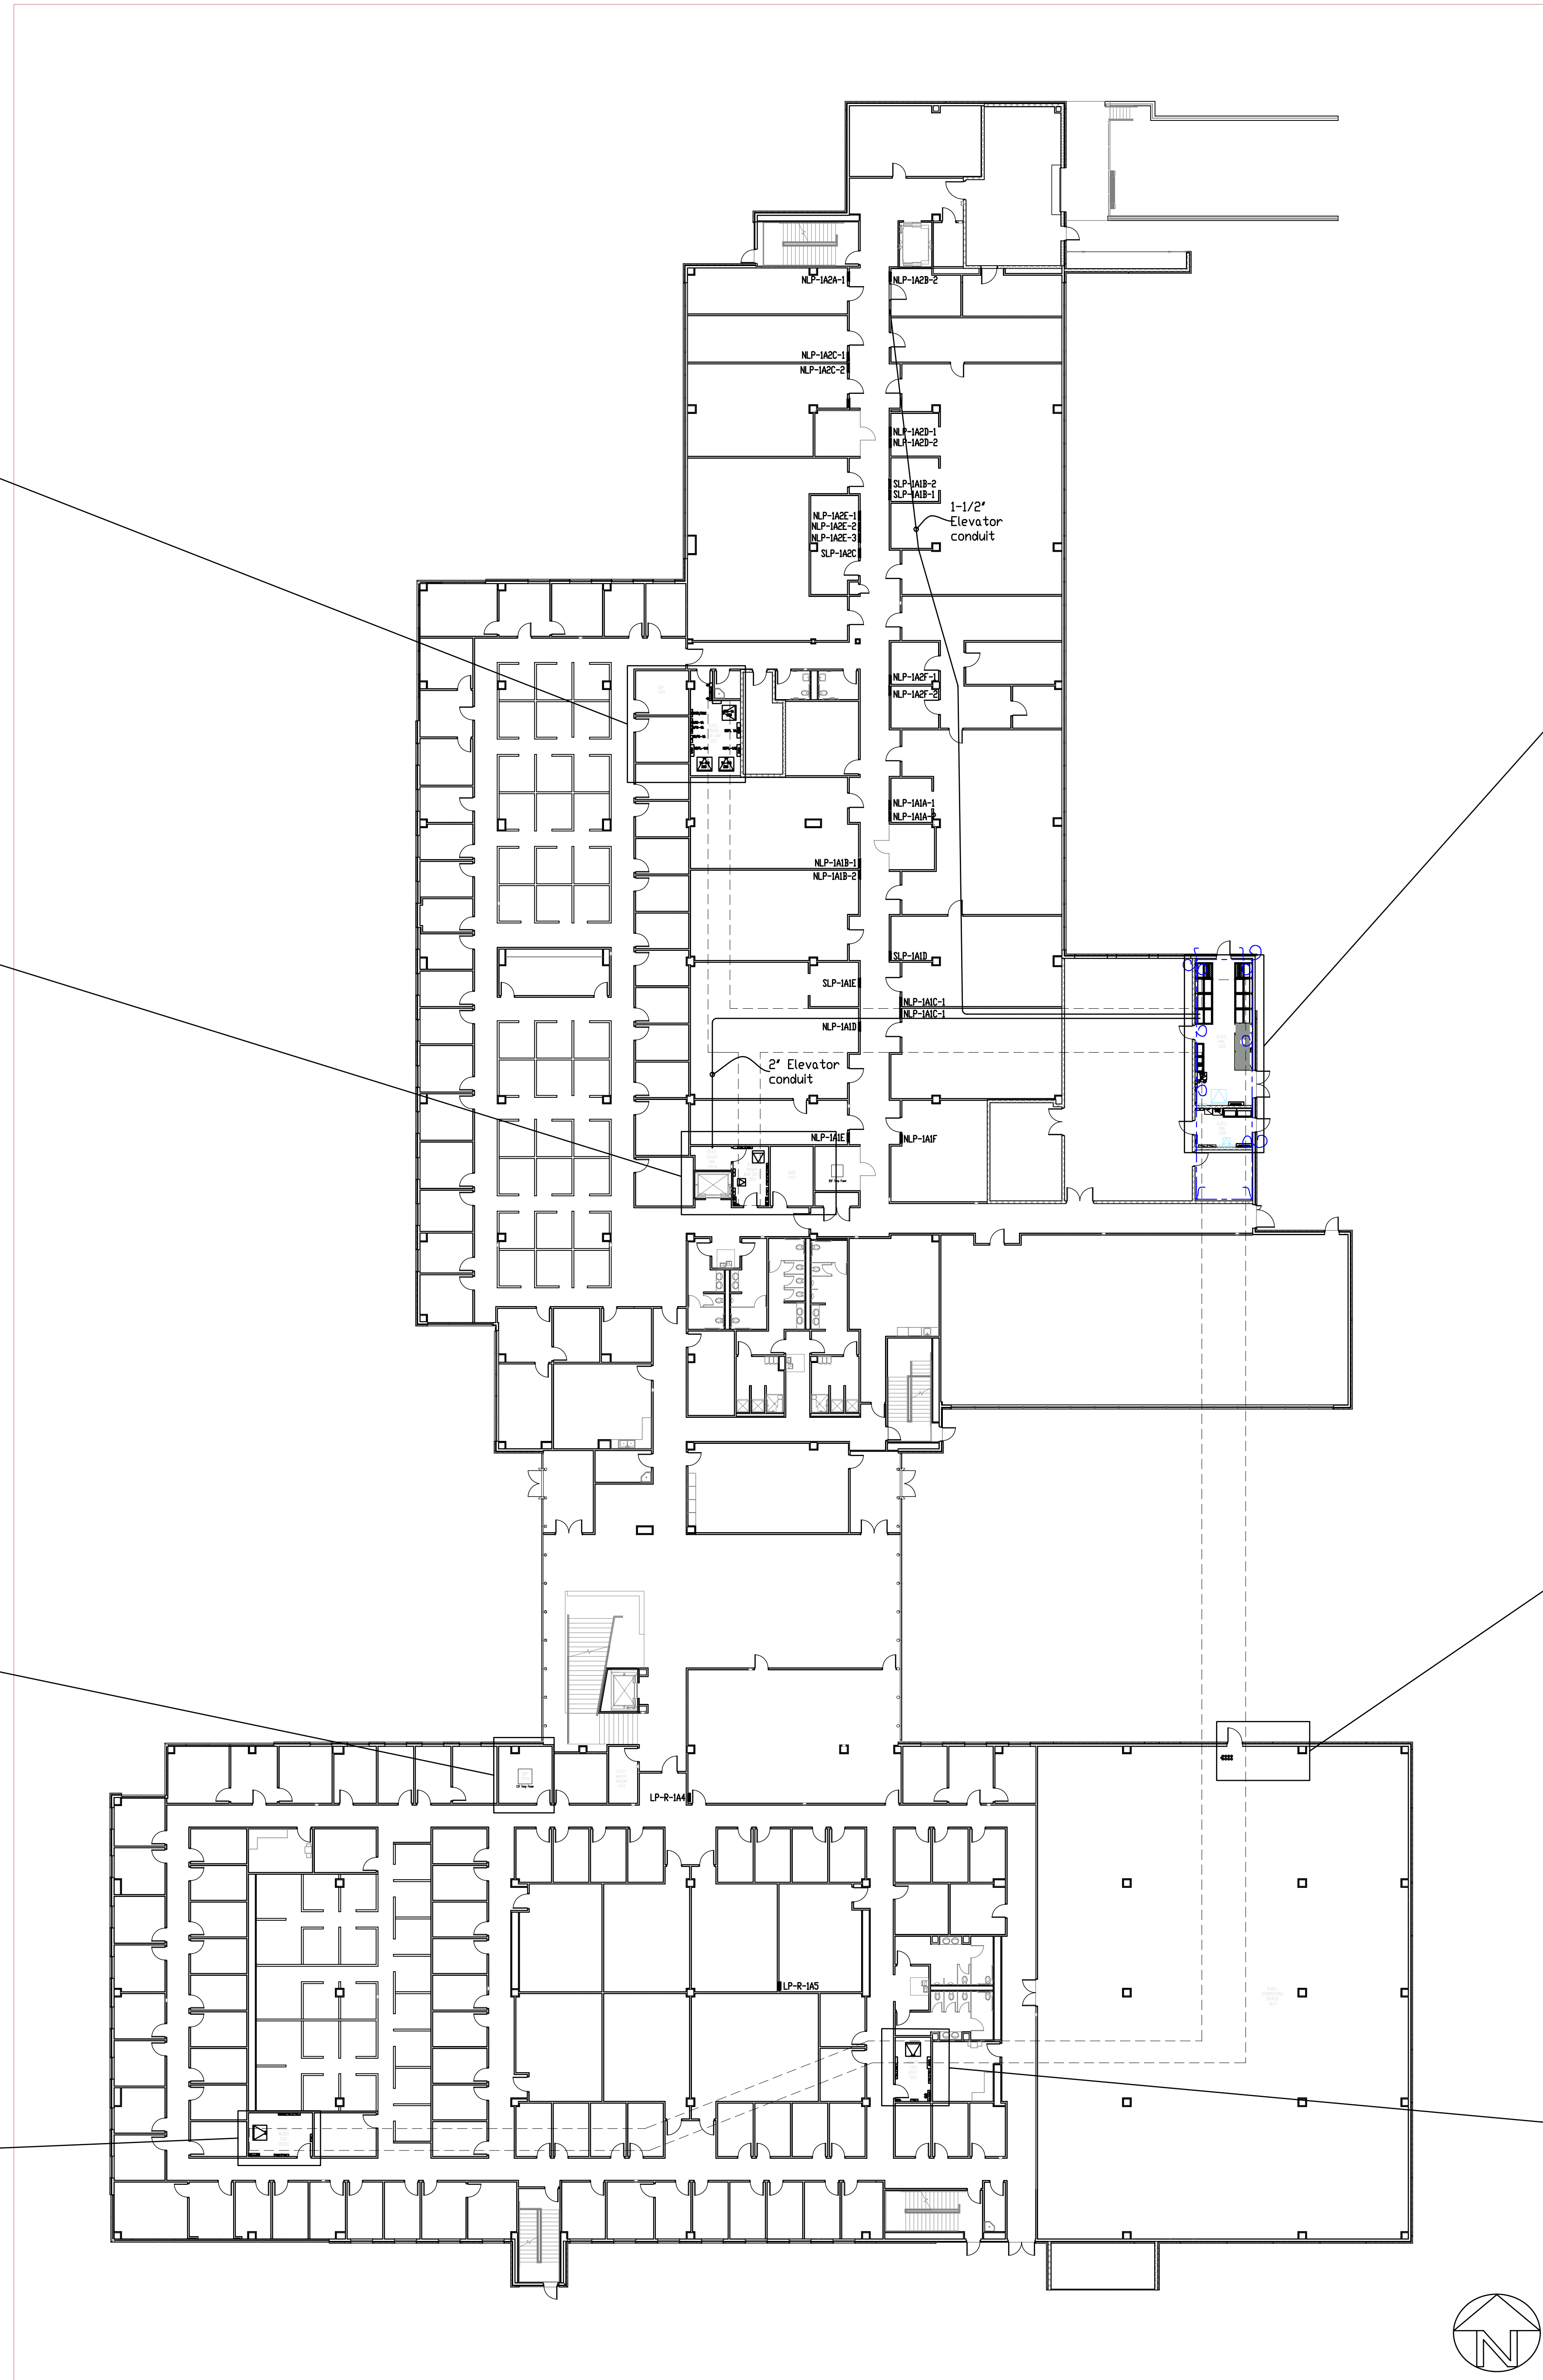 NLP-1A2A-1
NLP-1A2B-2
NLP-1A2C-1
NLP-1A2C-2
NLP-1A2D-1
NLP-1A2D-2
SLP-1A1B-2
SLP-1A1B-1
1-1/2"
Elevator
conduit
NLP-1A2E-1
NLP-1A2E-2
NLP-1A2E-3
SLP-1A2C
NLP-1A2F-1
NLP-1A2F-2
NLP-1A1A-1
NLP-1A1A-2
NLP-1A1B-1
NLP-1A1B-2
SLP-1A1D
SLP-1A1E
NLP-1A1C-1
NLP-1A1C-1
NLP-1A1D
2" Elevator
conduit
NLP-1A1E
NLP-1A1F
LP-R-1A4
LP-R-1A5
N